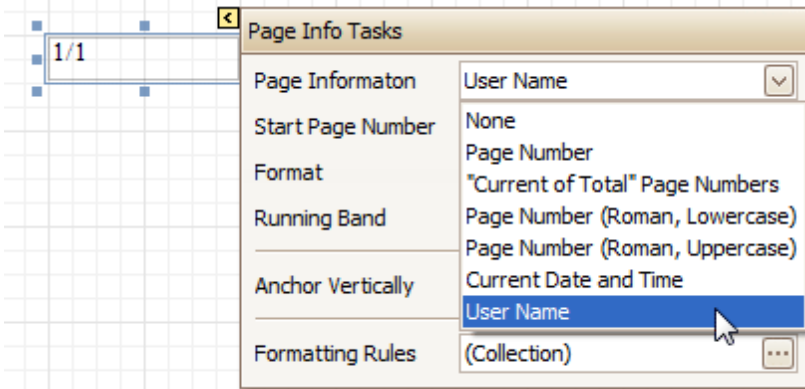 1/1
Page Info Tasks
Page Informaton
User Name
None
Start Page Number
Page Number
"Current of Total" Page Numbers
Format
Page Number (Roman, Lowercase)
Running Band
Page Number (Roman, Uppercase)
Current Date and Time
Anchor Vertically
User Name
Formatting Rules
(Collection)